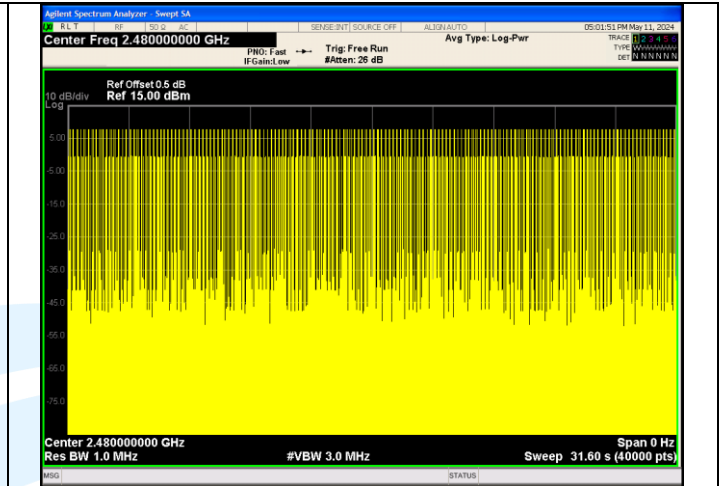 Agilent Spectrum Analyzer - Swept SA
RLT RF 50 Ω AC SENSE:INT SOURCE OFF ALIGNAUTO 05:01:51 PM May 11, 2024
Center Freq 2.480000000 GHz
PNO: Fast
IFGain:Low
Trig: Free Run
#Atten: 26 dB
Avg Type: Log-Pwr
TRACE 1 2 3 4 5 6
TYPE W
DET N N N N N N
Ref Offset 0.5 dB
10 dB/div Ref 15.00 dBm
Log
5.00
-5.00
-15.0
-25.0
-35.0
-45.0
-55.0
-65.0
-75.0
Center 2.480000000 GHz Span 0 Hz
Res BW 1.0 MHz #VBW 3.0 MHz Sweep 31.60 s (40000 pts)
MSG STATUS